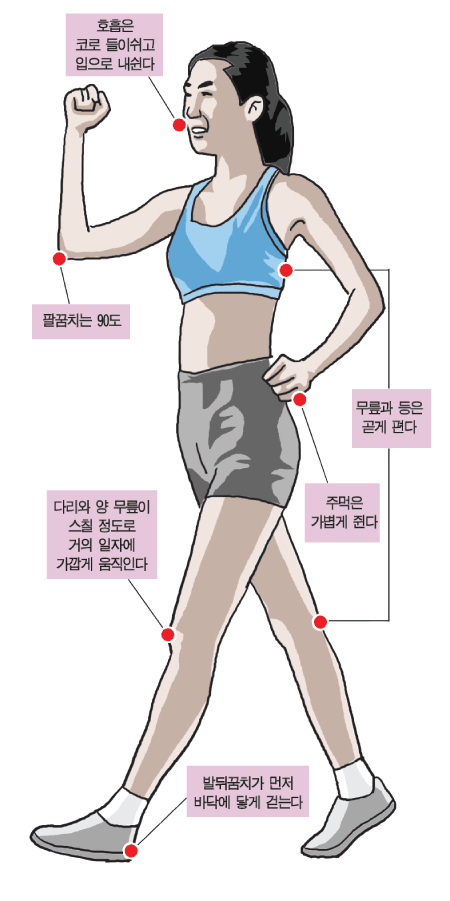 호흡은
코로 들이쉬고
입으로 내쉰다
팔꿈치는 90도
무릎과 등은
곧게 편다
주먹은
가볍게 쥔다
다리와 양 무릎이
스칠 정도로
거의 일자에
가깝게 움직인다
발뒤꿈치가 먼저
바닥에 닿게 걷는다